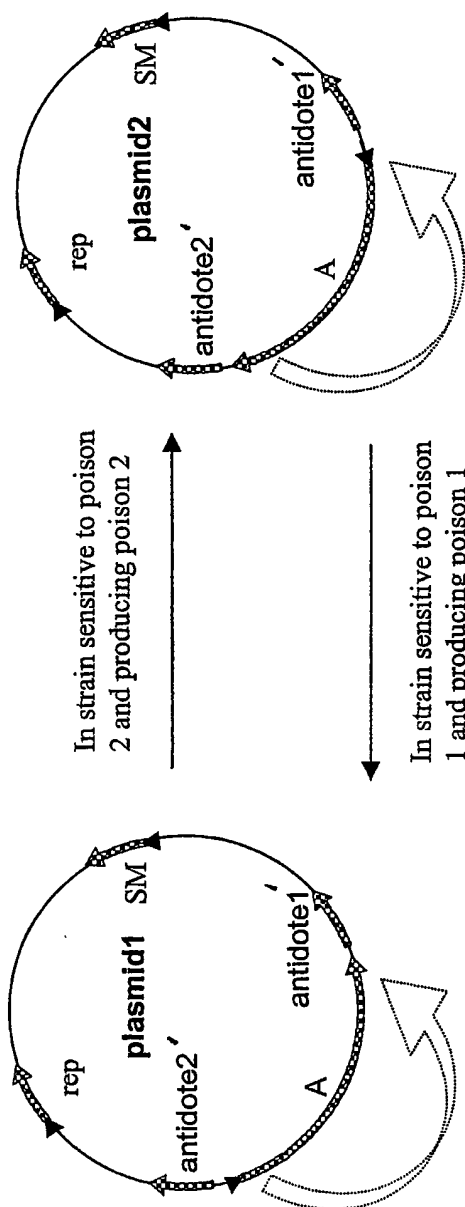 rep
SM
plasmid1
antidote2'
antidote1'
A
In strain sensitive to poison
2 and producing poison 2
In strain sensitive to poison
1 and producing poison 1
rep
SM
plasmid2
antidote2'
antidote1'
A